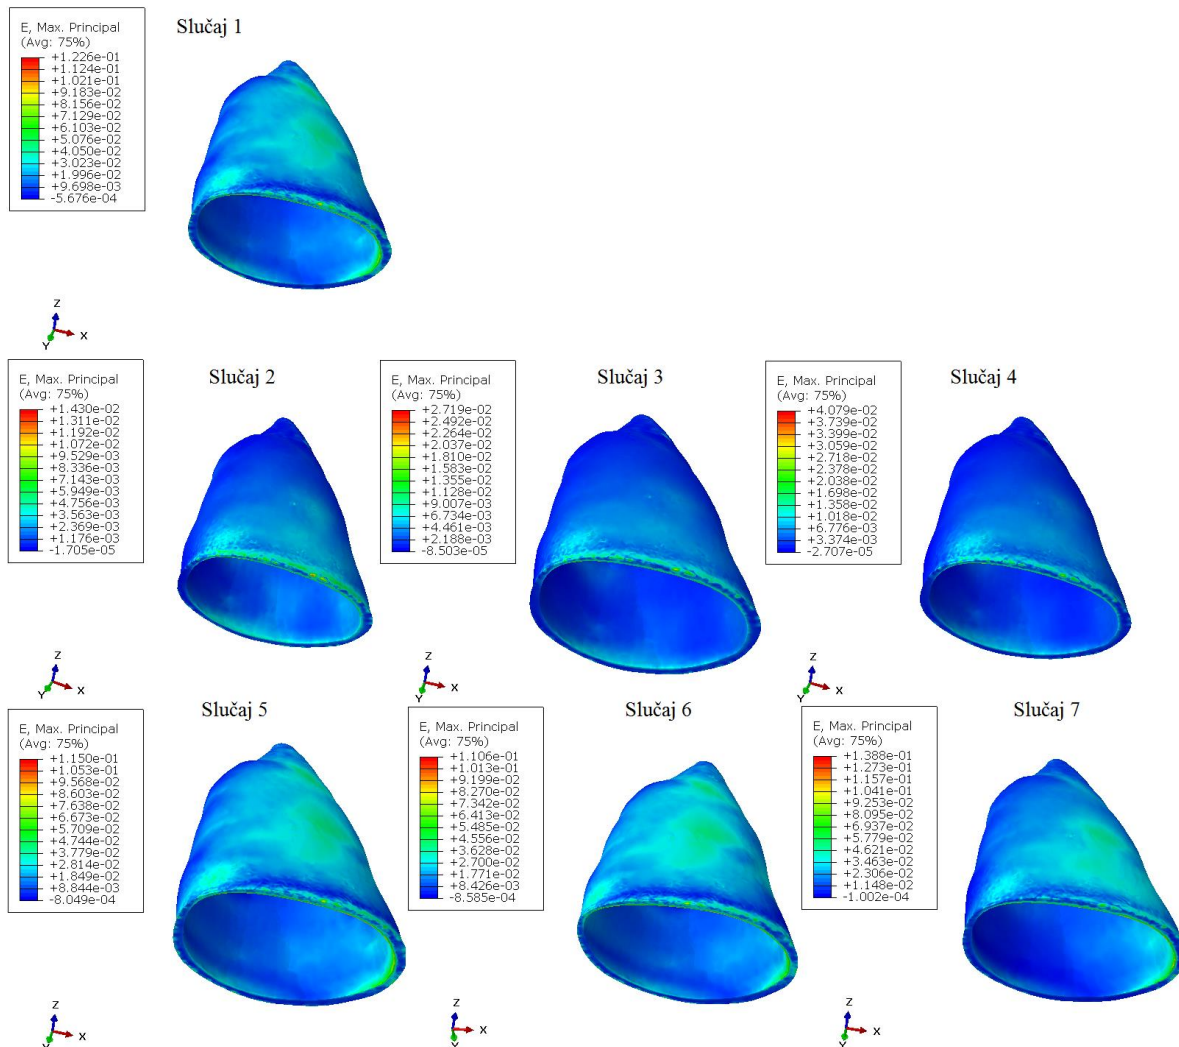 Slučaj 1
E, Max. Principal
(Avg: 75%)
+1.226e-01
+1.124e-01
+1.021e-01
+9.183e-02
+8.156e-02
+7.129e-02
+6.103e-02
+5.076e-02
+4.050e-02
+3.023e-02
+1.996e-02
+9.698e-03
-5.676e-04
Z
Y
X
Slučaj 2
E, Max. Principal
(Avg: 75%)
+1.430e-02
+1.311e-02
+1.192e-02
+1.072e-02
+9.529e-03
+8.336e-03
+7.143e-03
+5.949e-03
+4.756e-03
+3.563e-03
+2.369e-03
+1.176e-03
-1.705e-05
Z
Y
X
Slučaj 3
E, Max. Principal
(Avg: 75%)
+2.719e-02
+2.492e-02
+2.264e-02
+2.037e-02
+1.810e-02
+1.583e-02
+1.355e-02
+1.128e-02
+9.007e-03
+6.734e-03
+4.461e-03
+2.188e-03
-8.503e-05
Z
Y
X
Slučaj 4
E, Max. Principal
(Avg: 75%)
+4.079e-02
+3.739e-02
+3.399e-02
+3.059e-02
+2.718e-02
+2.378e-02
+2.038e-02
+1.698e-02
+1.358e-02
+1.018e-02
+6.776e-03
+3.374e-03
-2.707e-05
Z
Y
X
Slučaj 5
E, Max. Principal
(Avg: 75%)
+1.150e-01
+1.053e-01
+9.568e-02
+8.603e-02
+7.638e-02
+6.673e-02
+5.709e-02
+4.744e-02
+3.779e-02
+2.814e-02
+1.849e-02
+8.844e-03
-8.049e-04
Z
Y
X
Slučaj 6
E, Max. Principal
(Avg: 75%)
+1.106e-01
+1.013e-01
+9.199e-02
+8.270e-02
+7.342e-02
+6.413e-02
+5.485e-02
+4.556e-02
+3.628e-02
+2.700e-02
+1.771e-02
+8.426e-03
-8.585e-04
Z
Y
X
Slučaj 7
E, Max. Principal
(Avg: 75%)
+1.388e-01
+1.273e-01
+1.157e-01
+1.041e-01
+9.253e-02
+8.095e-02
+6.937e-02
+5.779e-02
+4.621e-02
+3.463e-02
+2.306e-02
+1.148e-02
-1.002e-04
Z
Y
X